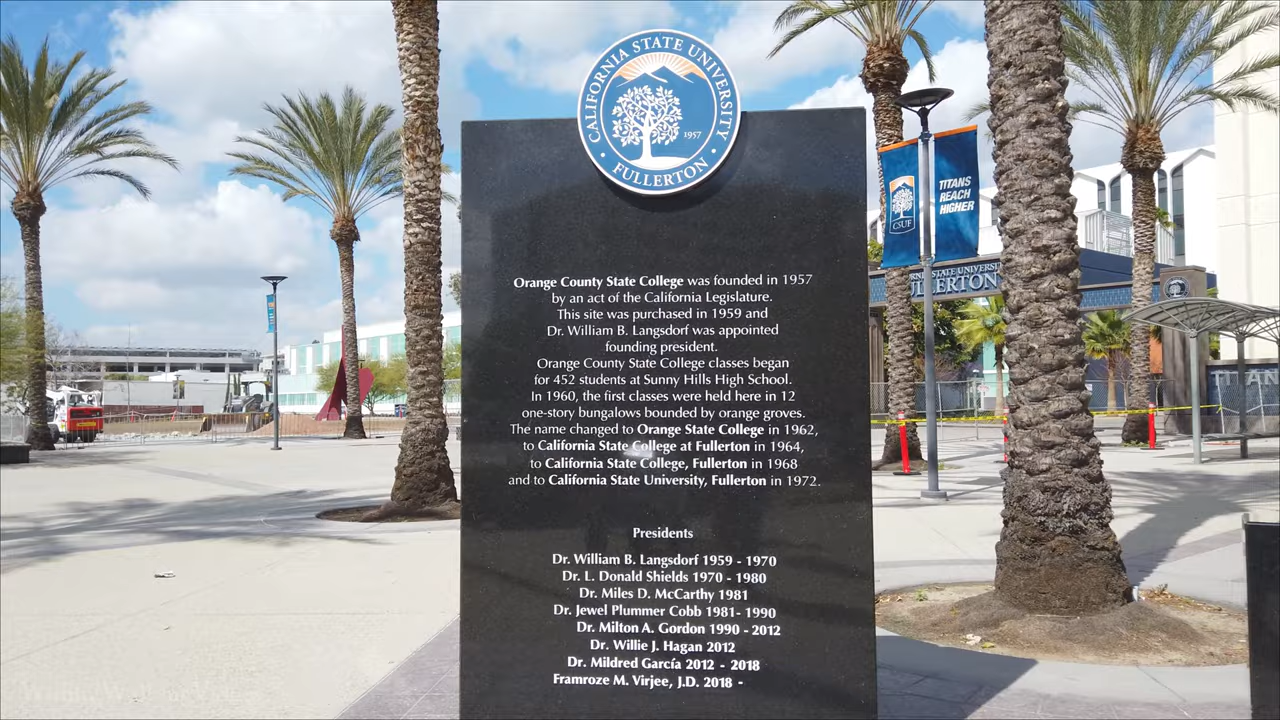 CALIFORNIA STATE UNIVERSITY
1957
FULLERTON
Orange County State College was founded in 1957
by an act of the California Legislature.
This site was purchased in 1959 and
Dr. William B. Langsdorf was appointed
founding president.
Orange County State College classes began
for 452 students at Sunny Hills High School.
In 1960, the first classes were held here in 12
one-story bungalows bounded by orange groves.
The name changed to Orange State College in 1962,
to California State College at Fullerton in 1964,
to California State College, Fullerton in 1968
and to California State University, Fullerton in 1972.
Presidents
Dr. William B. Langsdorf 1959 - 1970
Dr. L. Donald Shields 1970 - 1980
Dr. Miles D. McCarthy 1981
Dr. Jewel Plummer Cobb 1981- 1990
Dr. Milton A. Gordon 1990 - 2012
Dr. Willie J. Hagan 2012
Dr. Mildred García 2012 - 2018
Framroze M. Virjee, J.D. 2018 -
CSUF
TITANS
REACH
HIGHER
STATE UNIVERSITY